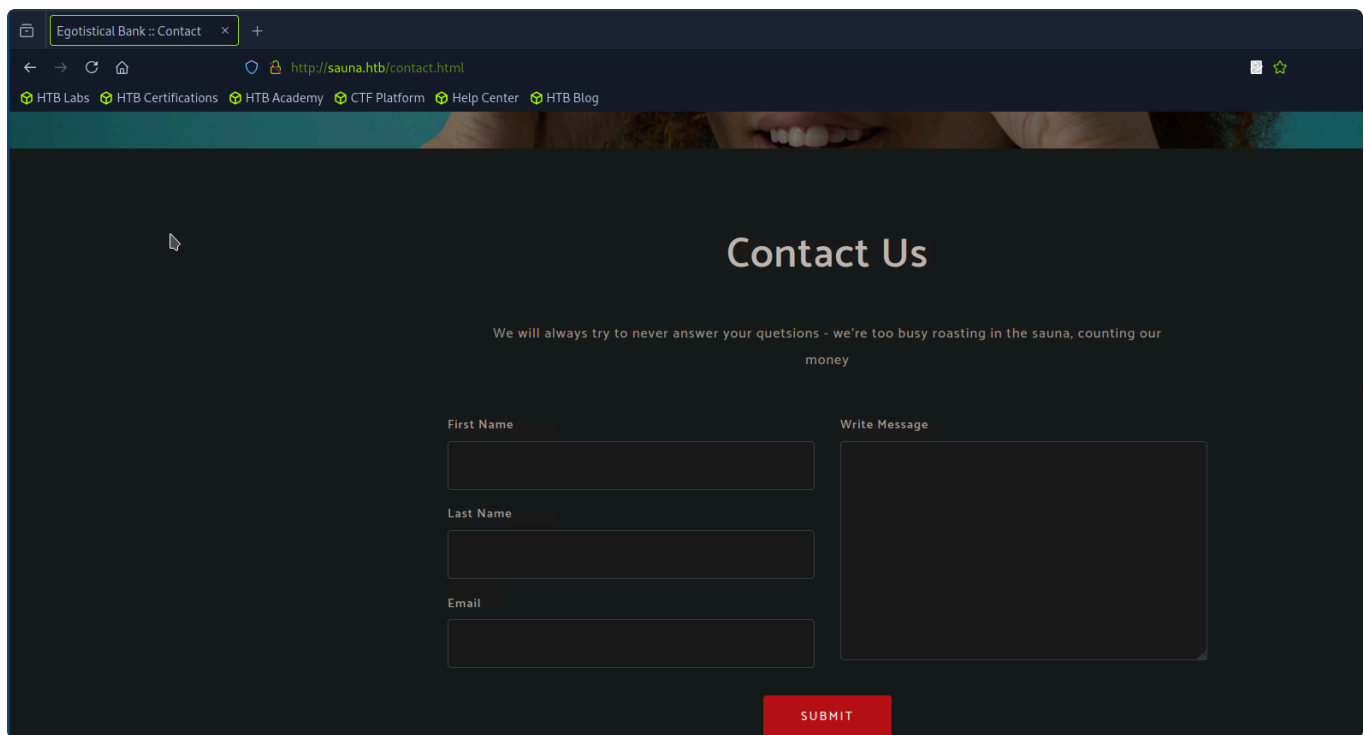 Egotistical Bank :: Contact
http://sauna.htb/contact.html
HTB Labs HTB Certifications HTB Academy CTF Platform Help Center HTB Blog
Contact Us
We will always try to never answer your quetsions - we're too busy roasting in the sauna, counting our
money
First Name
Write Message
Last Name
Email
SUBMIT